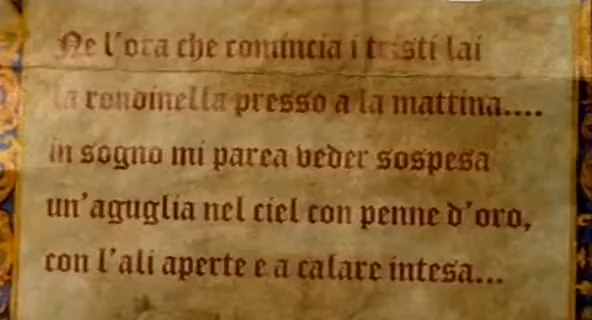 Ne l'ora che comincia i tristi lai
la rondinella presso a la mattina....
in sogno mi parea veder sospesa
un'aguglia nel ciel con penne d'oro,
con l'ali aperte e a calare intesa...